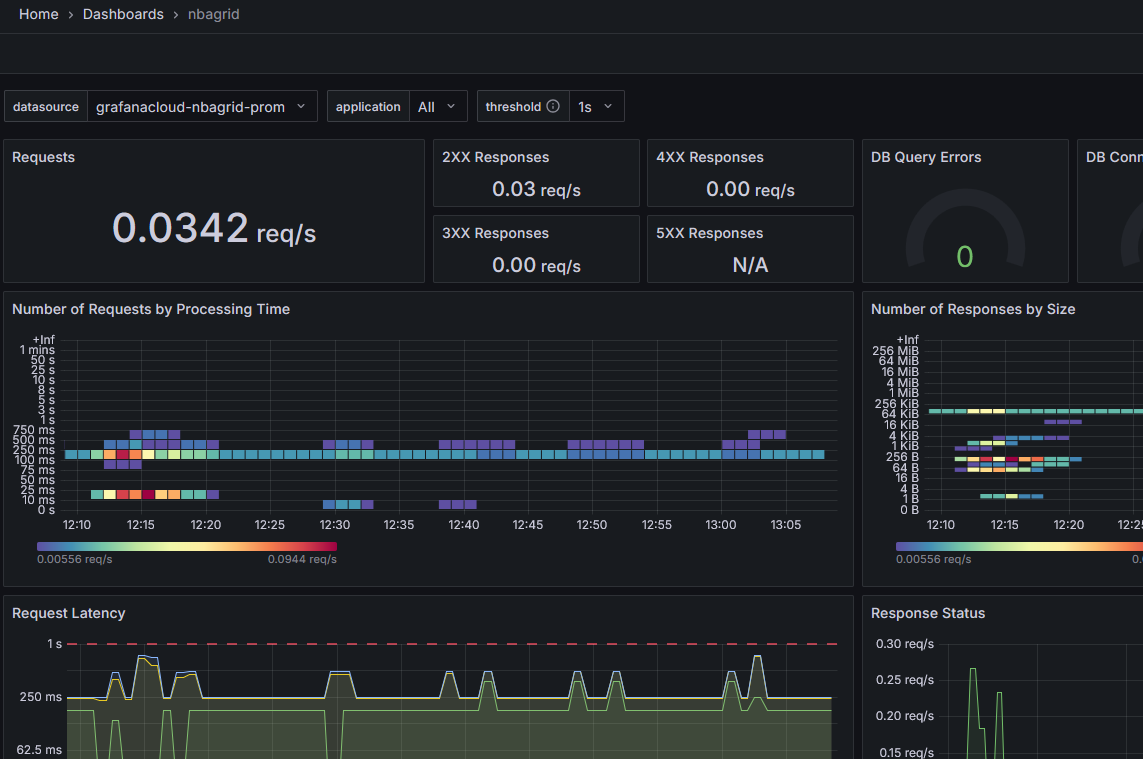 Home › Dashboards › nbagrid
datasource grafanacloud-nbagrid-prom application All threshold 1s
Requests
0.0342 req/s
2XX Responses
0.03 req/s
4XX Responses
0.00 req/s
3XX Responses
0.00 req/s
5XX Responses
N/A
DB Query Errors
0
DB Conn
Number of Requests by Processing Time
+Inf
1 mins
50 s
25 s
10 s
8 s
5 s
3 s
1 s
750 ms
500 ms
250 ms
100 ms
75 ms
50 ms
25 ms
10 ms
0 s
12:10 12:15 12:20 12:25 12:30 12:35 12:40 12:45 12:50 12:55 13:00 13:05
0.00556 req/s 0.0944 req/s
Number of Responses by Size
+Inf
256 MiB
64 MiB
16 MiB
4 MiB
1 MiB
256 KiB
64 KiB
16 KiB
4 KiB
1 KiB
256 B
64 B
16 B
4 B
1 B
0 B
12:10 12:15 12:20 12:25
0.00556 req/s 0.0
Request Latency
1 s
250 ms
62.5 ms
Response Status
0.30 req/s
0.25 req/s
0.20 req/s
0.15 req/s